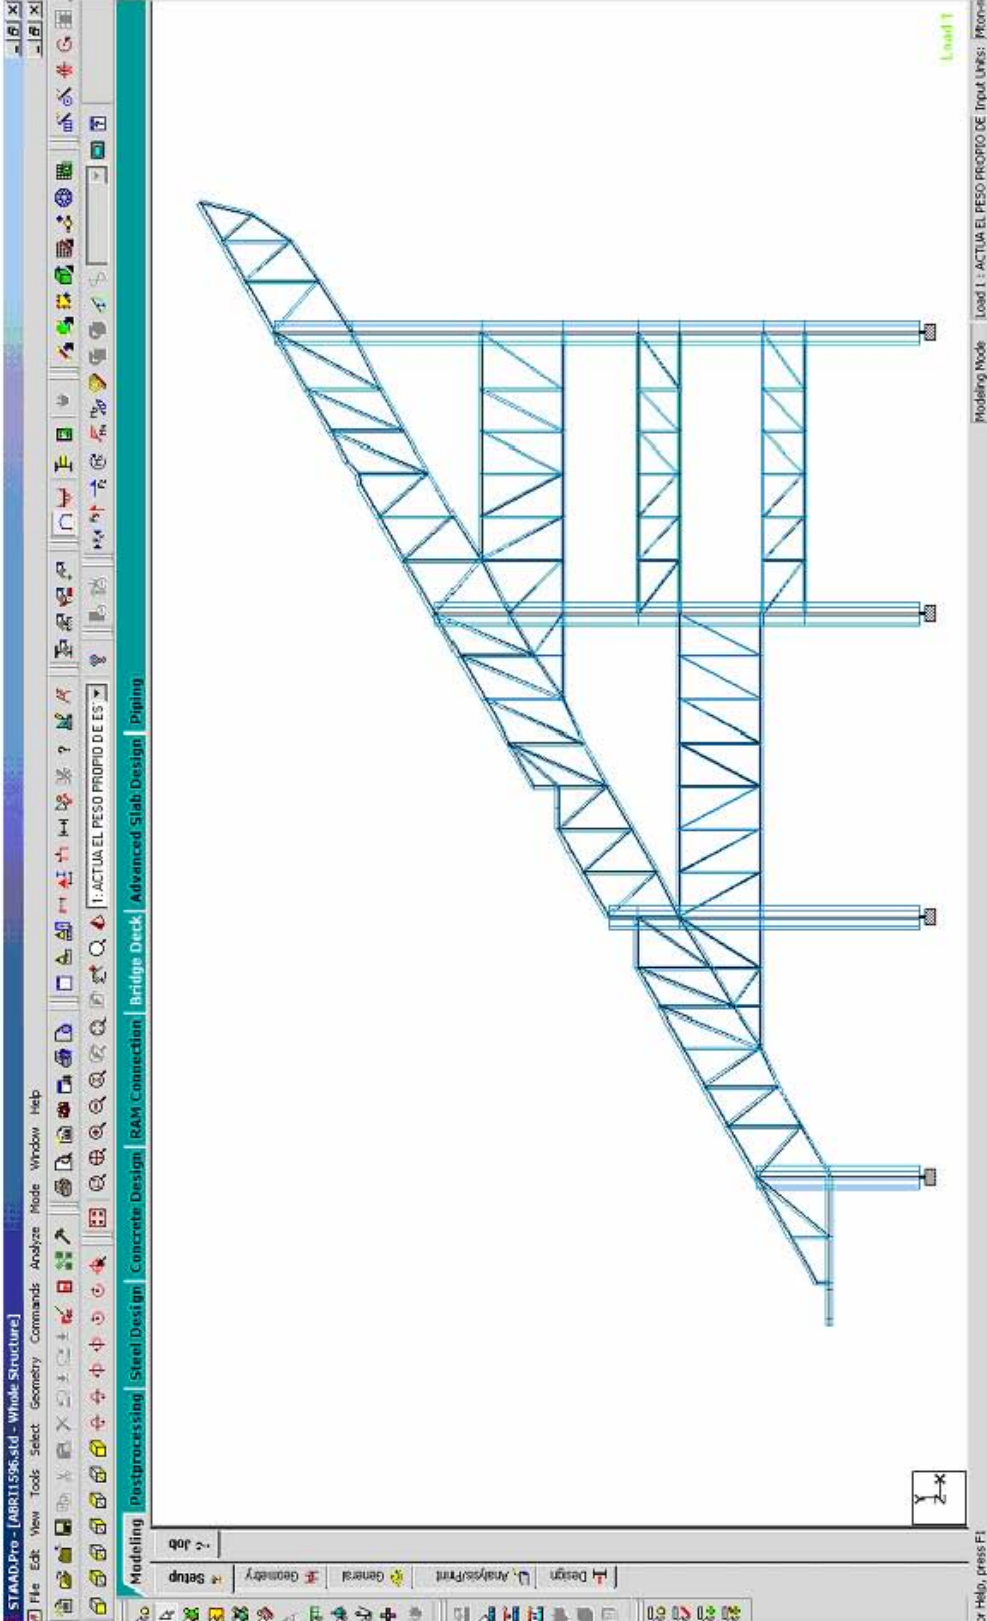 STAAD.Pro - [ABRI1596.std - Whole Structure]
File Edit View Tools Select Geometry Commands Analyze Mode Window Help
1: ACTUA EL PESO PROPIO DE ES
Modeling Postprocessing Steel Design Concrete Design RAM Connection Bridge Deck Advanced Slab Design Piping
Job
Setup Geometry General Analysis/Print Design
Load 1
Y
Z X
Help, press F1
Modeling Mode
Load 1 : ACTUA EL PESO PROPIO DE
Input Units: